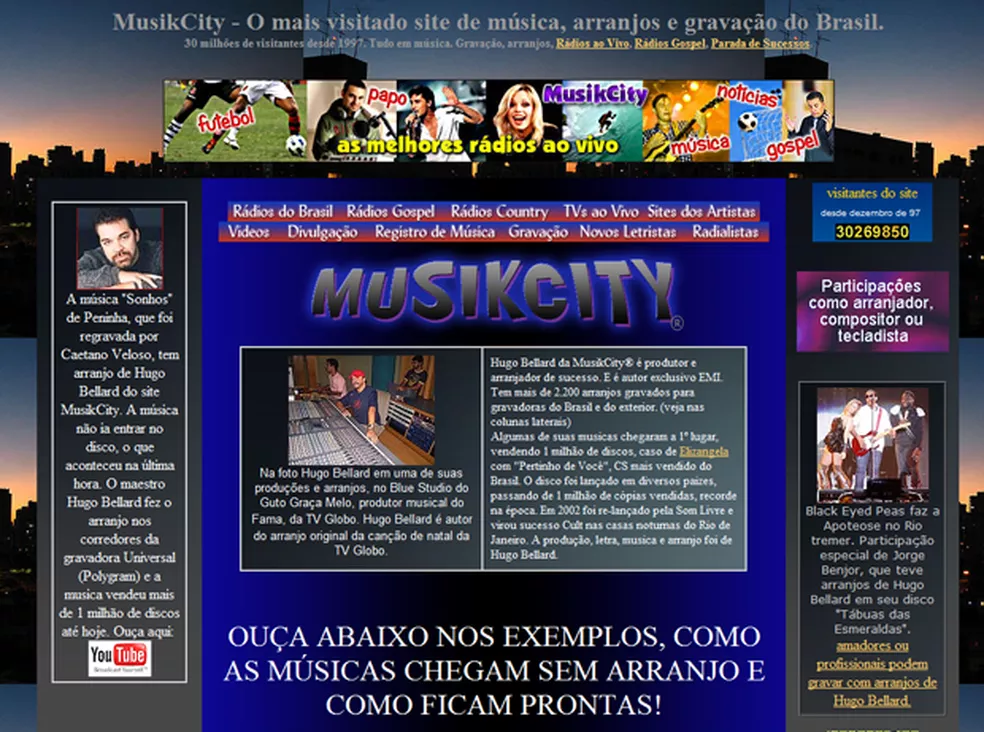 MusikCity - O mais visitado site de música, arranjos e gravação do Brasil.
30 milhões de visitantes desde 1997. Tudo em música. Gravação, arranjos, Rádios ao Vivo, Rádios Gospel, Parada de Sucessos.
futebol
papo
MusikCity
notícias
as melhores rádios ao vivo
música
gospel
A música "Sonhos"
de Peninha, que foi
regravada por
Caetano Veloso, tem
arranjo de Hugo
Bellard do site
MusikCity. A música
não ia entrar no
disco, o que
aconteceu na última
hora. O maestro
Hugo Bellard fez o
arranjo nos
corredores da
gravadora Universal
(Polygram) e a
musica vendeu mais
de 1 milhão de discos
até hoje. Ouça aqui:
YouTube
Rádios do Brasil Rádios Gospel Rádios Country TVs ao Vivo Sites dos Artistas
Videos Divulgação Registro de Música Gravação Novos Letristas Radialistas
MUSIKCITY®
Na foto Hugo Bellard em uma de suas
produções e arranjos, no Blue Studio do
Guto Graça Melo, produtor musical do
Fama, da TV Globo. Hugo Bellard é autor
do arranjo original da canção de natal da
TV Globo.
Hugo Bellard da MusikCity® é produtor e
arranjador de sucesso. E é autor exclusivo EMI.
Tem mais de 2.200 arranjos gravados para
gravadoras do Brasil e do exterior. (veja nas
colunas laterais)
Algumas de suas musicas chegaram a 1º lugar,
vendendo 1 milhão de discos, caso de Elizangela
com "Pertinho de Você", CS mais vendido do
Brasil. O disco foi lançado em diversos paizes,
passando de 1 milhão de cópias vendidas, recorde
na época. Em 2002 foi re-lançado pela Som Livre e
virou sucesso Cult nas casas noturnas do Rio de
Janeiro. A produção, letra, musica e arranjo foi de
Hugo Bellard.
OUÇA ABAIXO NOS EXEMPLOS, COMO
AS MÚSICAS CHEGAM SEM ARRANJO E
COMO FICAM PRONTAS!
visitantes do site
desde dezembro de 97
30269850
Participações
como arranjador,
compositor ou
tecladista
Black Eyed Peas faz a
Apoteose no Rio
tremer. Participação
especial de Jorge
Benjor, que teve
arranjos de Hugo
Bellard em seu disco
"Tábuas das
Esmeraldas".
amadores ou
profissionais podem
gravar com arranjos de
Hugo Bellard.